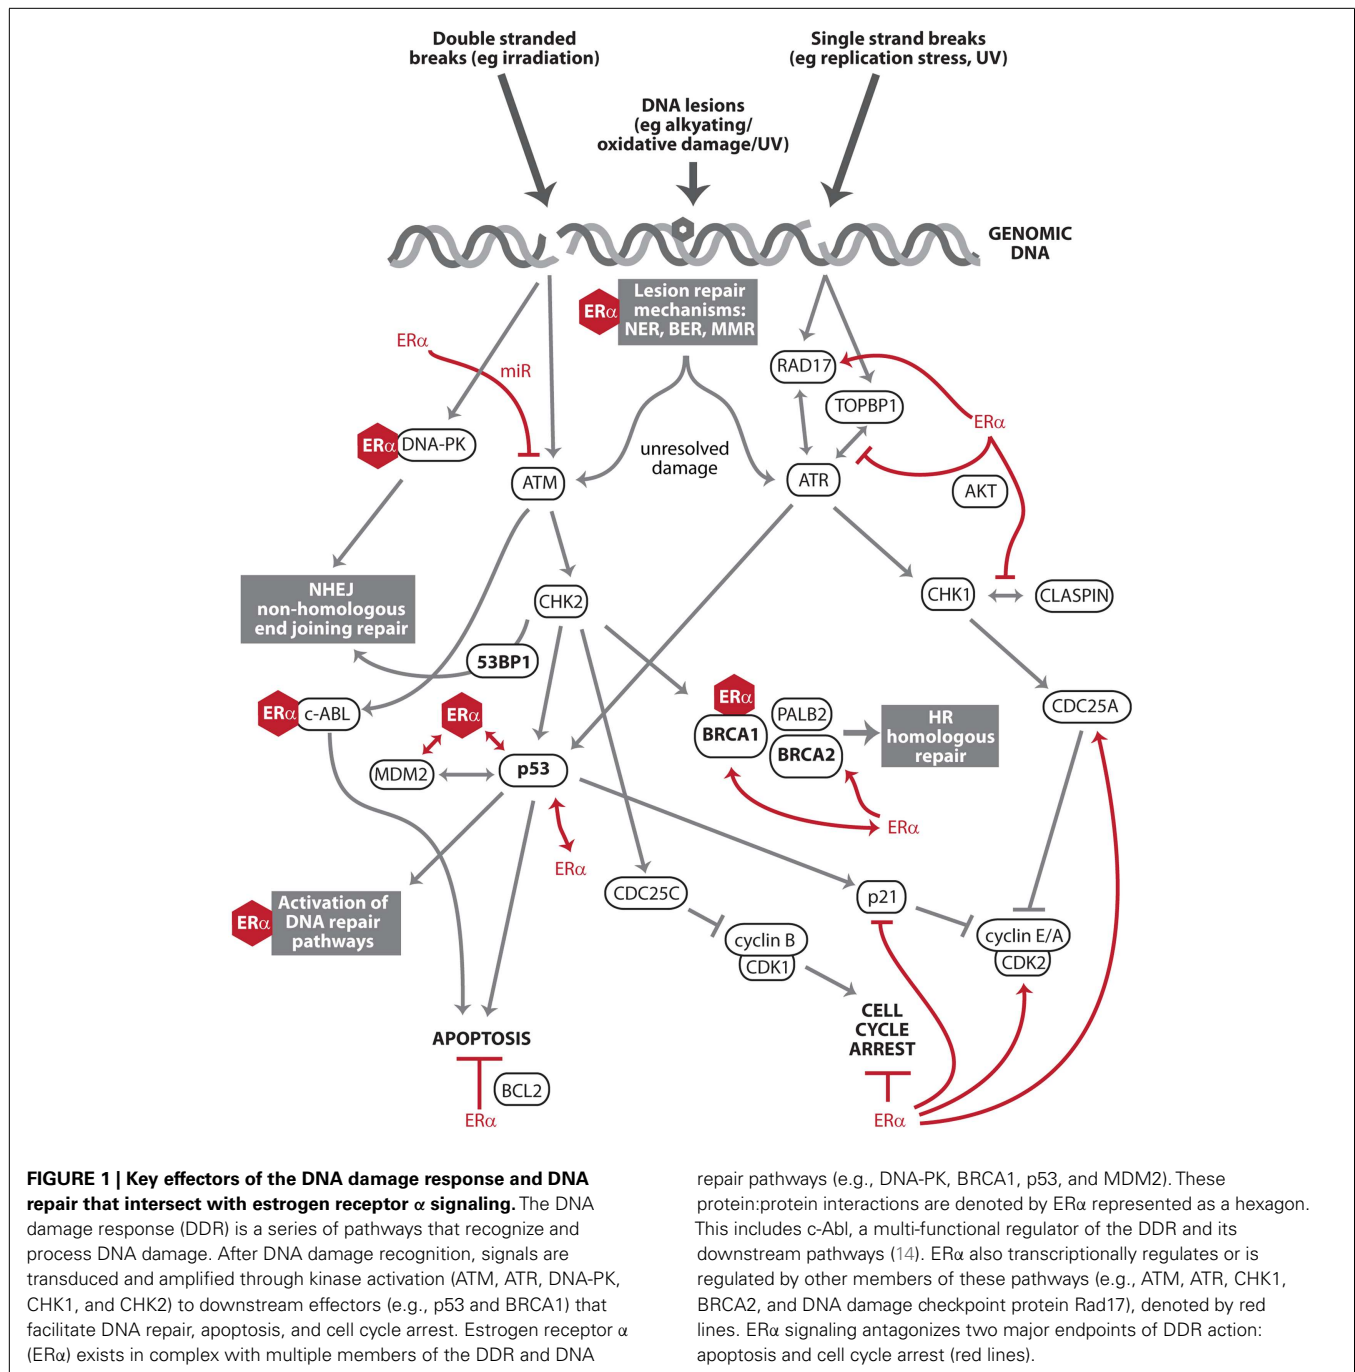 Double stranded
breaks (eg irradiation)
Single strand breaks
(eg replication stress, UV)
DNA lesions
(eg alkyating/
oxidative damage/UV)
GENOMIC
DNA
ERα
Lesion repair
mechanisms:
NER, BER, MMR
ERα
miR
RAD17
TOPBP1
ERα
ERα
DNA-PK
unresolved
damage
ATM
ATR
AKT
NHEJ
non-homologous
end joining repair
CHK2
CHK1
CLASPIN
53BP1
ERα
c-ABL
ERα
ERα
BRCA1
PALB2
BRCA2
HR
homologous
repair
CDC25A
MDM2
p53
ERα
ERα
CDC25C
p21
ERα
Activation of
DNA repair
pathways
cyclin B
CDK1
cyclin E/A
CDK2
APOPTOSIS
CELL
CYCLE
ARREST
BCL2
ERα
ERα
FIGURE 1 | Key effectors of the DNA damage response and DNA
repair that intersect with estrogen receptor α signaling. The DNA
damage response (DDR) is a series of pathways that recognize and
process DNA damage. After DNA damage recognition, signals are
transduced and amplified through kinase activation (ATM, ATR, DNA-PK,
CHK1, and CHK2) to downstream effectors (e.g., p53 and BRCA1) that
facilitate DNA repair, apoptosis, and cell cycle arrest. Estrogen receptor α
(ERα) exists in complex with multiple members of the DDR and DNA
repair pathways (e.g., DNA-PK, BRCA1, p53, and MDM2). These
protein:protein interactions are denoted by ERα represented as a hexagon.
This includes c-Abl, a multi-functional regulator of the DDR and its
downstream pathways (14). ERα also transcriptionally regulates or is
regulated by other members of these pathways (e.g., ATM, ATR, CHK1,
BRCA2, and DNA damage checkpoint protein Rad17), denoted by red
lines. ERα signaling antagonizes two major endpoints of DDR action:
apoptosis and cell cycle arrest (red lines).